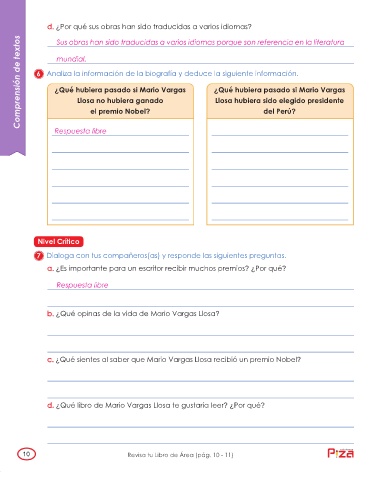 Comprensión de textos
d. ¿Por qué sus obras han sido traducidas a varios idiomas?
Sus obras han sido traducidas a varios idiomas porque son referencia en la literatura
mundial.
6 Analiza la información de la biografía y deduce la siguiente información.
¿Qué hubiera pasado si Mario Vargas
Llosa no hubiera ganado
el premio Nobel?
Respuesta libre
¿Qué hubiera pasado si Mario Vargas
Llosa hubiera sido elegido presidente
del Perú?
Nivel Crítico
7 Dialoga con tus compañeros(as) y responde las siguientes preguntas.
a. ¿Es importante para un escritor recibir muchos premios? ¿Por qué?
Respuesta libre
b. ¿Qué opinas de la vida de Mario Vargas Llosa?
c. ¿Qué sientes al saber que Mario Vargas Llosa recibió un premio Nobel?
d. ¿Qué libro de Mario Vargas Llosa te gustaría leer? ¿Por qué?
10
Revisa tu Libro de Área (pág. 10 - 11)